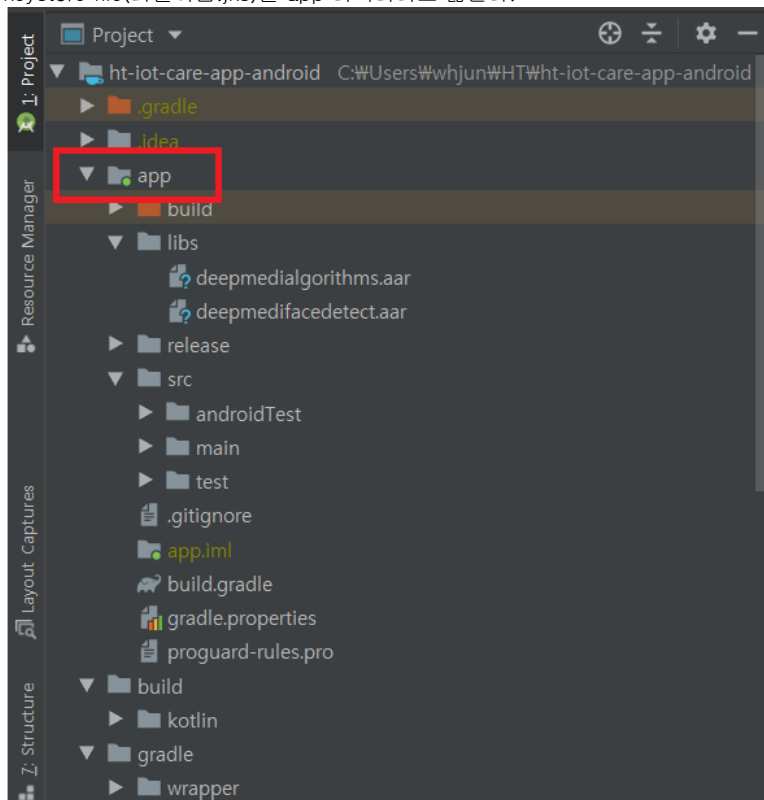 Project
ht-iot-care-app-android C:₩Users₩whjun₩HT₩ht-iot-care-app-android
.gradle
.idea
app
build
libs
deepmedialgorithms.aar
deepmedifacedetect.aar
release
src
androidTest
main
test
.gitignore
app.iml
build.gradle
gradle.properties
proguard-rules.pro
build
kotlin
gradle
wrapper
1: Project
Resource Manager
Layout Captures
7: Structure